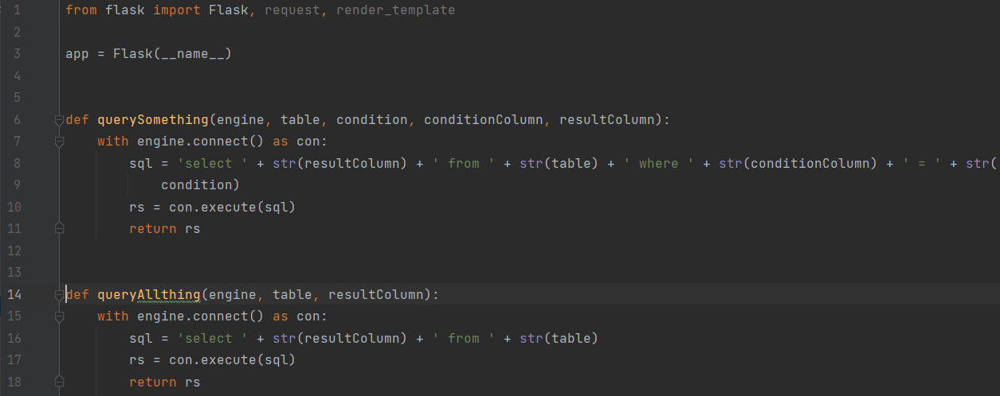 1 from flask import Flask, request, render_template
2
3 app = Flask(__name__)
4
5
6 def querySomething(engine, table, condition, conditionColumn, resultColumn):
7 with engine.connect() as con:
8 sql = 'select ' + str(resultColumn) + ' from ' + str(table) + ' where ' + str(conditionColumn) + ' = ' + str(
9 condition)
10 rs = con.execute(sql)
11 return rs
12
13
14 def queryAllthing(engine, table, resultColumn):
15 with engine.connect() as con:
16 sql = 'select ' + str(resultColumn) + ' from ' + str(table)
17 rs = con.execute(sql)
18 return rs